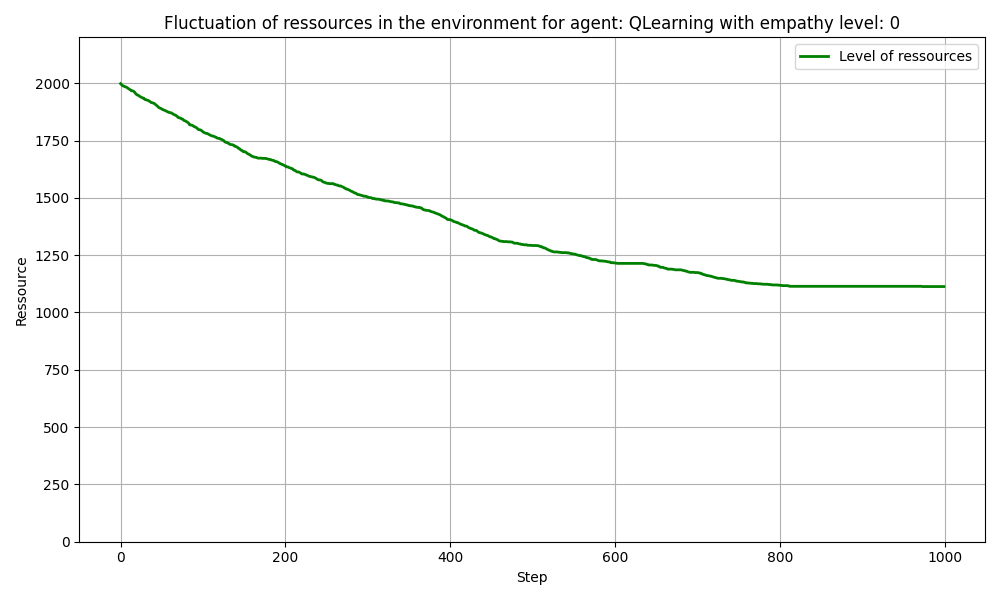 Fluctuation of ressources in the environment for agent: QLearning with empathy level: 0
Level of ressources
2000
1750
1500
1250
1000
750
500
250
0
Ressource
0 200 400 600 800 1000
Step